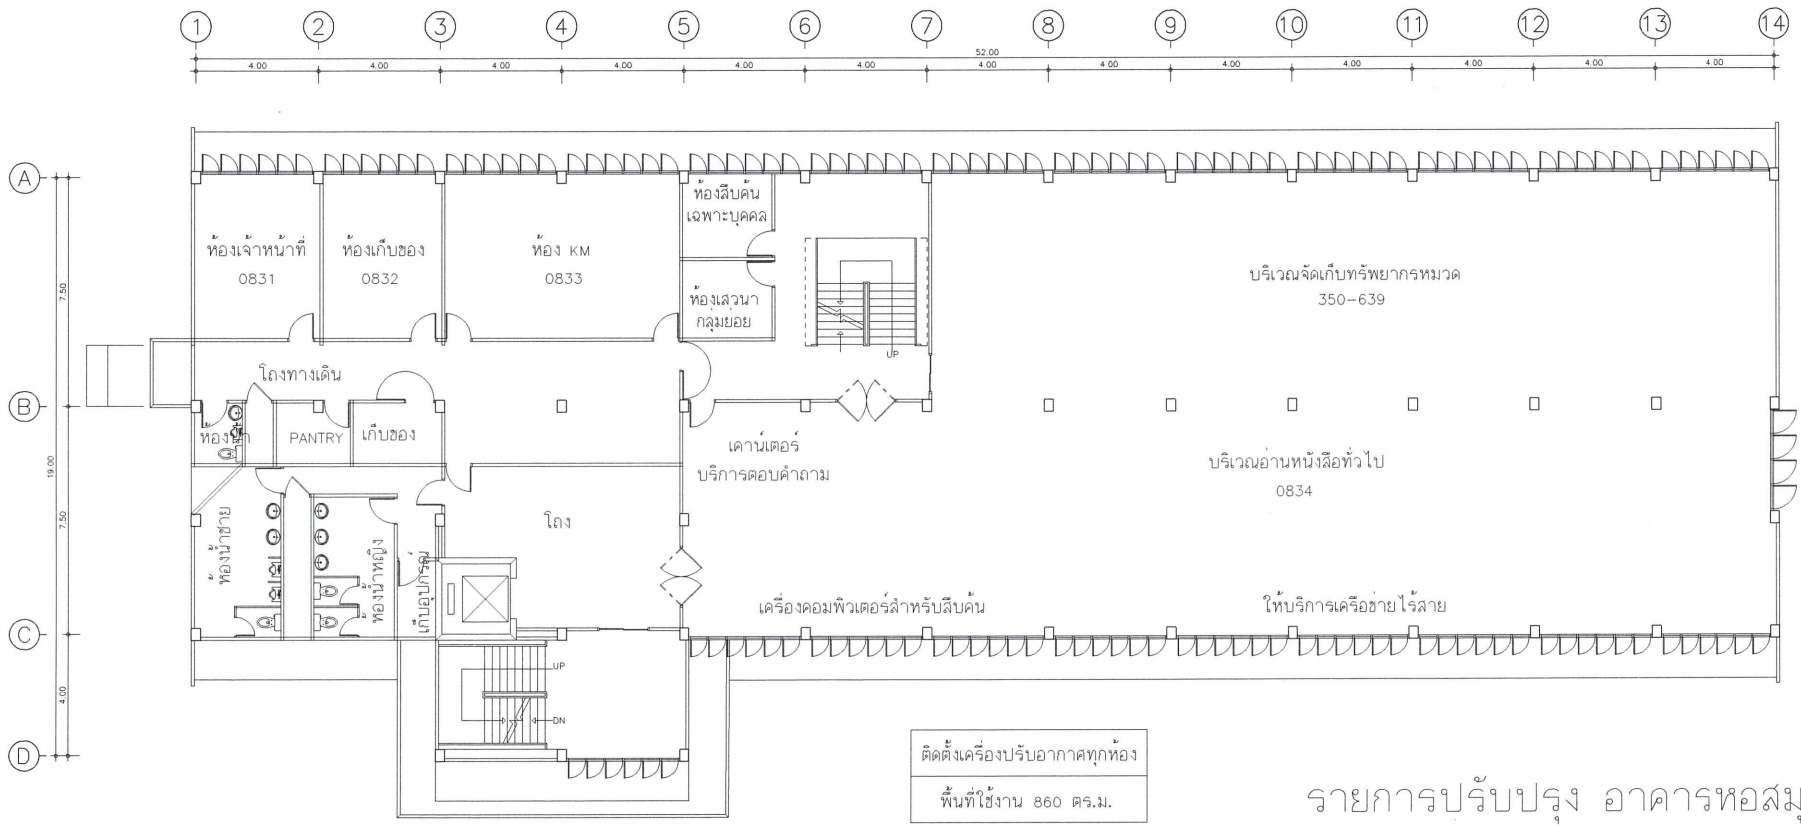 1 2 3 4 5 6 7 8 9 10 11 12 13 14
52.00
4.00 4.00 4.00 4.00 4.00 4.00 4.00 4.00 4.00 4.00 4.00 4.00 4.00
A
B
C
D
7.50
19.00
7.50
4.00
ห้องเจ้าหน้าที่
0831
ห้องเก็บของ
0832
ห้อง KM
0833
ห้องสืบค้น
เฉพาะบุคคล
ห้องเสวนา
กลุ่มย่อย
UP
บริเวณจัดเก็บทรัพยากรหมวด
350-639
โถงทางเดิน
ห้องน้ำ
PANTRY
เก็บของ
เคาน์เตอร์
บริการตอบคำถาม
บริเวณอ่านหนังสือทั่วไป
0834
ห้องน้ำชาย
ห้องน้ำหญิง
เก็บอุปกรณ์
โถง
เครื่องคอมพิวเตอร์สำหรับสืบค้น
ให้บริการเครือข่ายไร้สาย
UP
DN
ติดตั้งเครื่องปรับอากาศทุกห้อง
พื้นที่ใช้งาน 860 ตร.ม.
รายการปรับปรุง อาคารหอสมุ